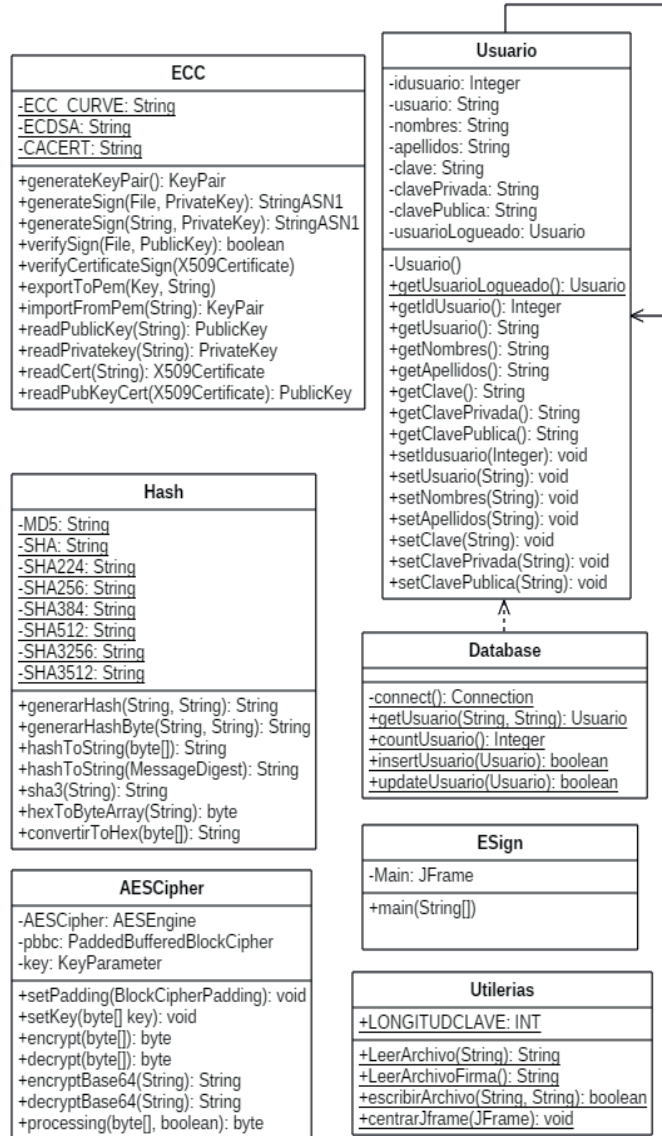 ECC
-ECC_CURVE: String
-ECDSA: String
-CACERT: String
+generateKeyPair(): KeyPair
+generateSign(File, PrivateKey): StringASN1
+generateSign(String, PrivateKey): StringASN1
+verifySign(File, PublicKey): boolean
+verifyCertificateSign(X509Certificate)
+exportToPem(Key, String)
+importFromPem(String): KeyPair
+readPublicKey(String): PublicKey
+readPrivatekey(String): PrivateKey
+readCert(String): X509Certificate
+readPubKeyCert(X509Certificate): PublicKey
Hash
-MD5: String
-SHA: String
-SHA224: String
-SHA256: String
-SHA384: String
-SHA512: String
-SHA3256: String
-SHA3512: String
+generarHash(String, String): String
+generarHashByte(String, String): String
+hashToString(byte[]): String
+hashToString(MessageDigest): String
+sha3(String): String
+hexToByteArray(String): byte
+convertirToHex(byte[]): String
AESCipher
-AESCipher: AESEngine
-pbbc: PaddedBufferedBlockCipher
-key: KeyParameter
+setPadding(BlockCipherPadding): void
+setKey(byte[] key): void
+encrypt(byte[]): byte
+decrypt(byte[]): byte
+encryptBase64(String): String
+decryptBase64(String): String
+processing(byte[], boolean): byte
Usuario
-idusuario: Integer
-usuario: String
-nombres: String
-apellidos: String
-clave: String
-clavePrivada: String
-clavePublica: String
-usuarioLogueado: Usuario
-Usuario()
+getUsuarioLogueado(): Usuario
+getIdUsuario(): Integer
+getUsuario(): String
+getNombres(): String
+getApellidos(): String
+getClave(): String
+getClavePrivada(): String
+getClavePublica(): String
+setIdusuario(Integer): void
+setUsuario(String): void
+setNombres(String): void
+setApellidos(String): void
+setClave(String): void
+setClavePrivada(String): void
+setClavePublica(String): void
Database
-connect(): Connection
+getUsuario(String, String): Usuario
+countUsuario(): Integer
+insertUsuario(Usuario): boolean
+updateUsuario(Usuario): boolean
ESign
-Main: JFrame
+main(String[])
Utilerias
+LONGITUDCLAVE: INT
+LeerArchivo(String): String
+LeerArchivoFirma(): String
+escribirArchivo(String, String): boolean
+centrarJframe(JFrame): void